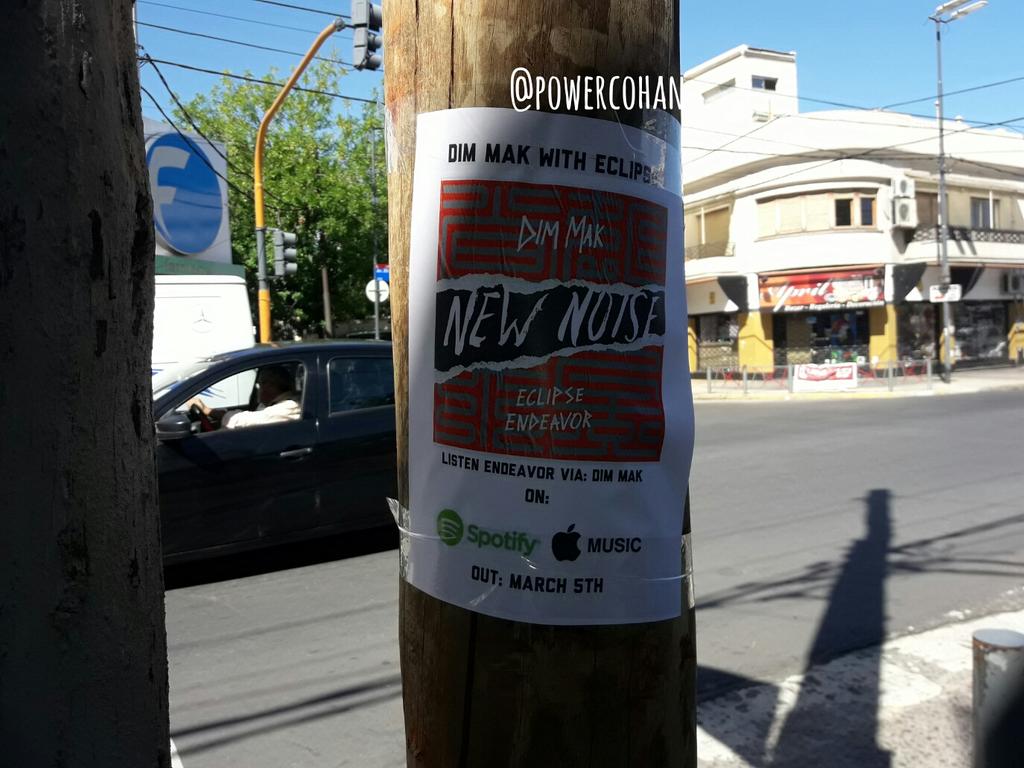 @POWERCOHAN
DIM MAK WITH ECLIPSE
DIM MAK
NEW NOISE
ECLIPSE
ENDEAVOR
LISTEN ENDEAVOR VIA: DIM MAK
ON:
Spotify MUSIC
OUT: MARCH 5TH
April